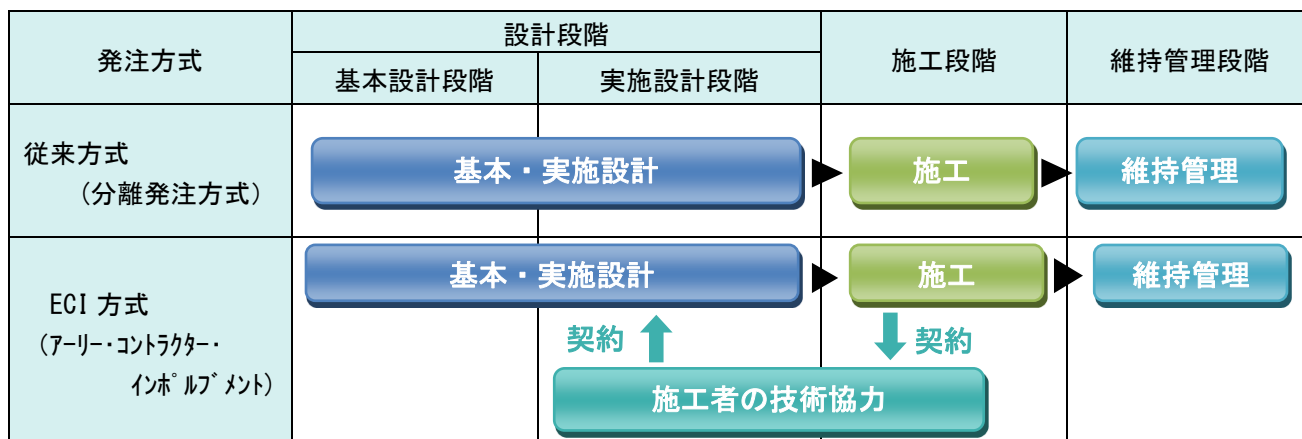 発注方式
設計段階
施工段階
維持管理段階
基本設計段階
実施設計段階
従来方式
（分離発注方式）
基本・実施設計
施工
維持管理
ECI 方式
（ｱｰﾘｰ･ｺﾝﾄﾗｸﾀｰ･
ｲﾝﾎﾟﾙﾌﾞﾒﾝﾄ）
基本・実施設計
施工
維持管理
契約
契約
施工者の技術協力